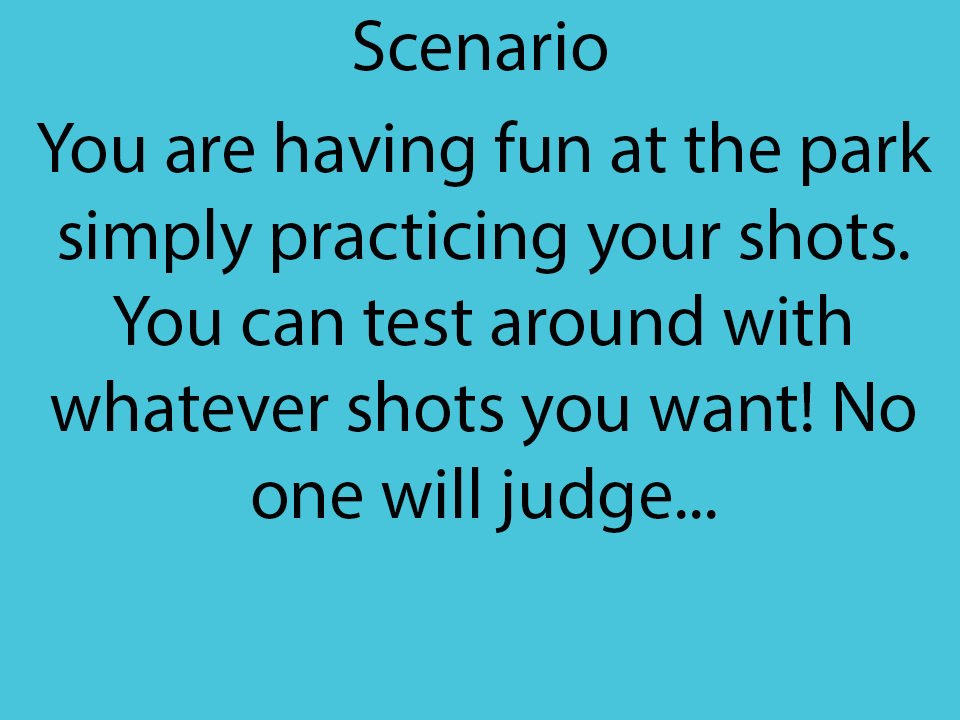 Scenario
You are having fun at the park
simply practicing your shots.
You can test around with
whatever shots you want! No
one will judge...